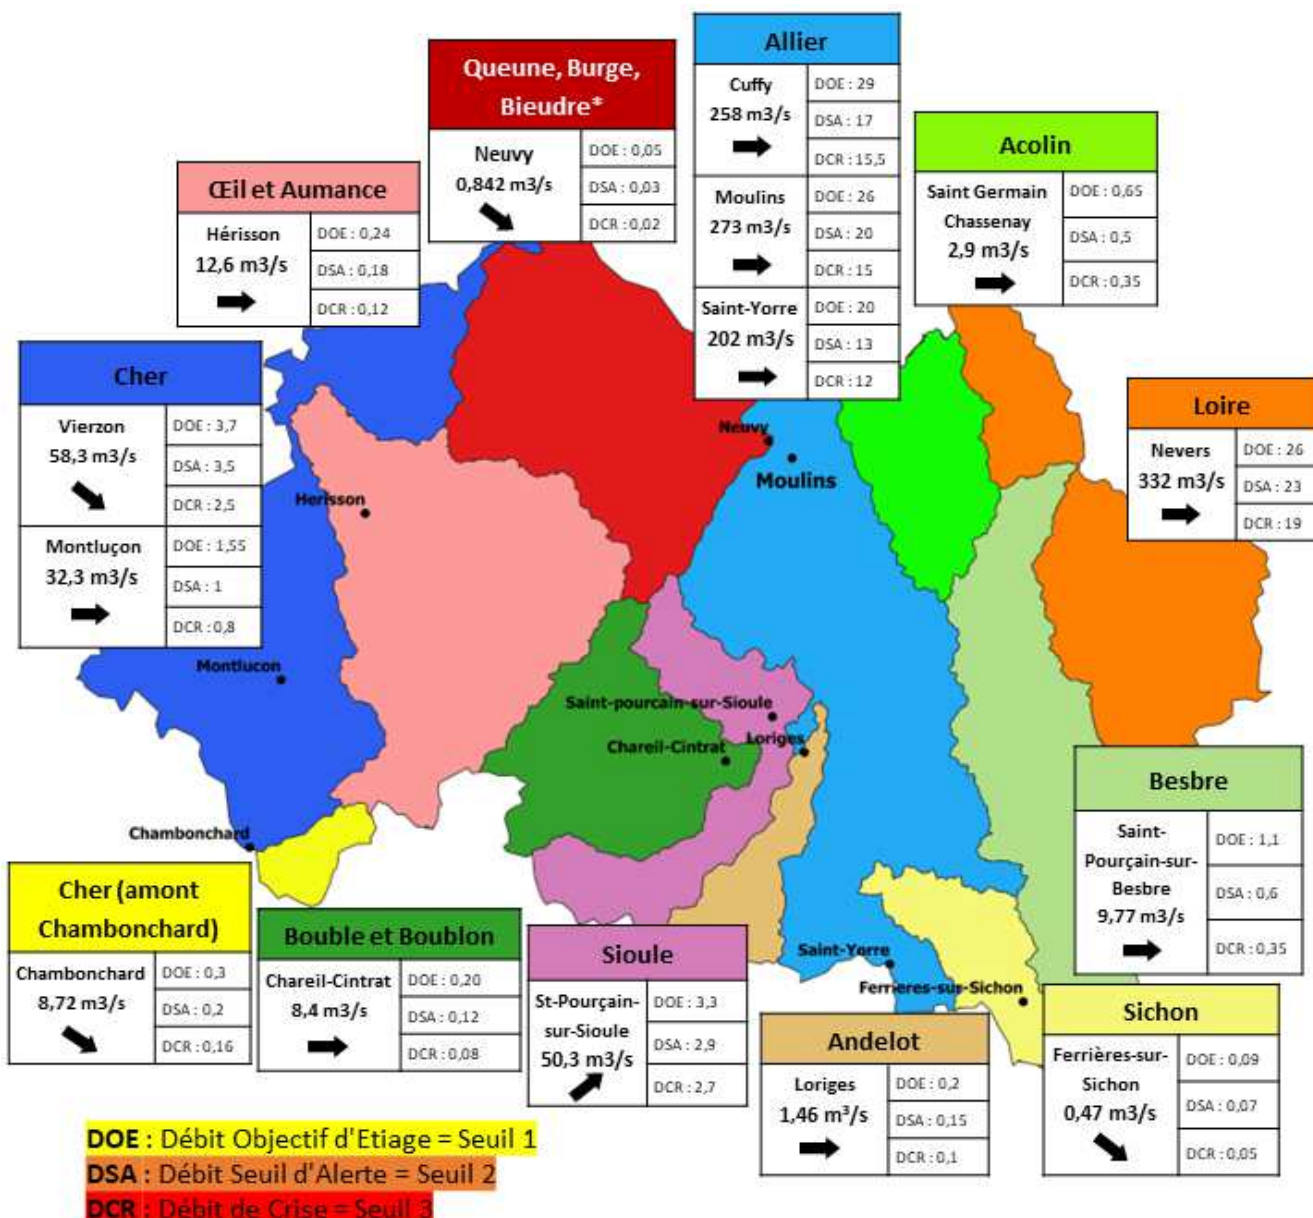 Allier
Cuffy
258 m3/s
DOE : 29
DSA : 17
DCR : 15,5
Moulins
273 m3/s
DOE : 26
DSA : 20
DCR : 15
Saint-Yorre
202 m3/s
DOE : 20
DSA : 13
DCR : 12
Queune, Burge,
Bieudre*
Neuvy
0,842 m3/s
DOE : 0,05
DSA : 0,03
DCR : 0,02
Acolin
Saint Germain
Chassenay
2,9 m3/s
DOE : 0,65
DSA : 0,5
DCR : 0,35
Œil et Aumance
Hérisson
12,6 m3/s
DOE : 0,24
DSA : 0,18
DCR : 0,12
Cher
Vierzon
58,3 m3/s
DOE : 3,7
DSA : 3,5
DCR : 2,5
Montluçon
32,3 m3/s
DOE : 1,55
DSA : 1
DCR : 0,8
Loire
Nevers
332 m3/s
DOE : 26
DSA : 23
DCR : 19
Neuvy
Moulins
Herisson
Montlucon
Saint-pourcain-sur-Sioule
Loriges
Chareil-Cintrat
Chambonchard
Saint-Yorre
Ferrieres-sur-Sichon
Besbre
Saint-
Pourçain-sur-
Besbre
9,77 m3/s
DOE : 1,1
DSA : 0,6
DCR : 0,35
Cher (amont
Chambonchard)
Chambonchard
8,72 m3/s
DOE : 0,3
DSA : 0,2
DCR : 0,16
Bouble et Boublon
Chareil-Cintrat
8,4 m3/s
DOE : 0,20
DSA : 0,12
DCR : 0,08
Sioule
St-Pourçain-
sur-Sioule
50,3 m3/s
DOE : 3,3
DSA : 2,9
DCR : 2,7
Andelot
Loriges
1,46 m³/s
DOE : 0,2
DSA : 0,15
DCR : 0,1
Sichon
Ferrières-sur-
Sichon
0,47 m3/s
DOE : 0,09
DSA : 0,07
DCR : 0,05
DOE : Débit Objectif d'Etiage = Seuil 1
DSA : Débit Seuil d'Alerte = Seuil 2
DCR : Débit de Crise = Seuil 3